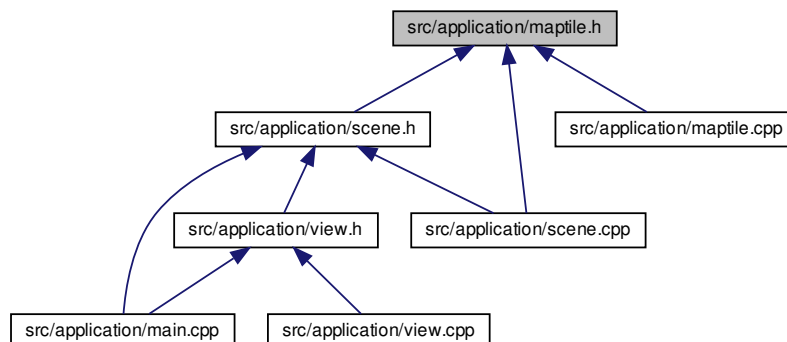 src/application/maptile.h
src/application/scene.h
src/application/maptile.cpp
src/application/view.h
src/application/scene.cpp
src/application/main.cpp
src/application/view.cpp